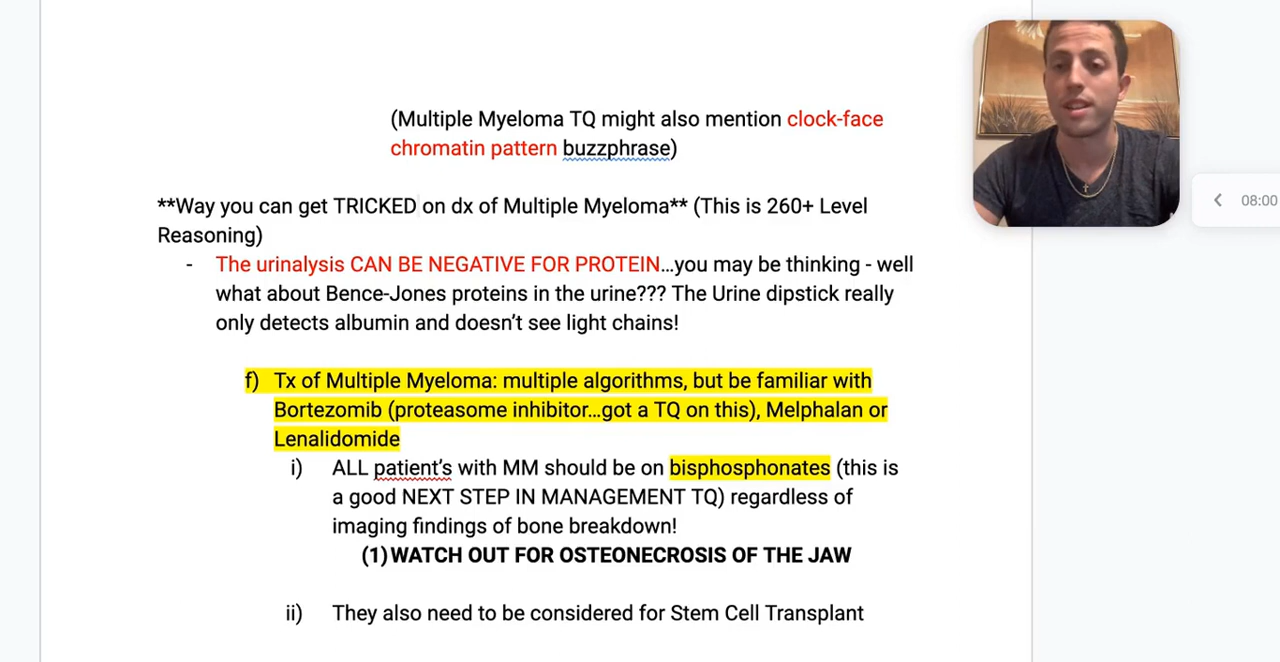 (Multiple Myeloma TQ might also mention clock-face
chromatin pattern buzzphrase)
**Way you can get TRICKED on dx of Multiple Myeloma** (This is 260+ Level
Reasoning)
- The urinalysis CAN BE NEGATIVE FOR PROTEIN...you may be thinking - well
what about Bence-Jones proteins in the urine??? The Urine dipstick really
only detects albumin and doesn't see light chains!
f) Tx of Multiple Myeloma: multiple algorithms, but be familiar with
Bortezomib (proteasome inhibitor...got a TQ on this), Melphalan or
Lenalidomide
i) ALL patient's with MM should be on bisphosphonates (this is
a good NEXT STEP IN MANAGEMENT TQ) regardless of
imaging findings of bone breakdown!
(1) WATCH OUT FOR OSTEONECROSIS OF THE JAW
ii) They also need to be considered for Stem Cell Transplant
08:00